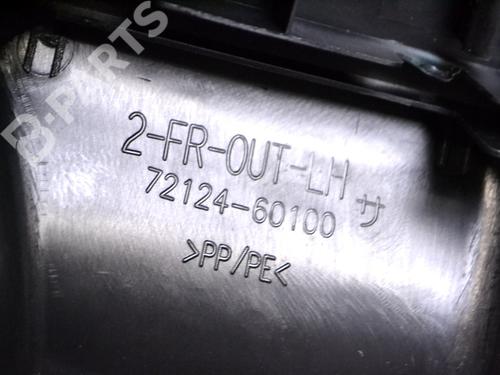 B-PARTS
2-FR-OUT-LH サ
72124-60100
>PP/PE<